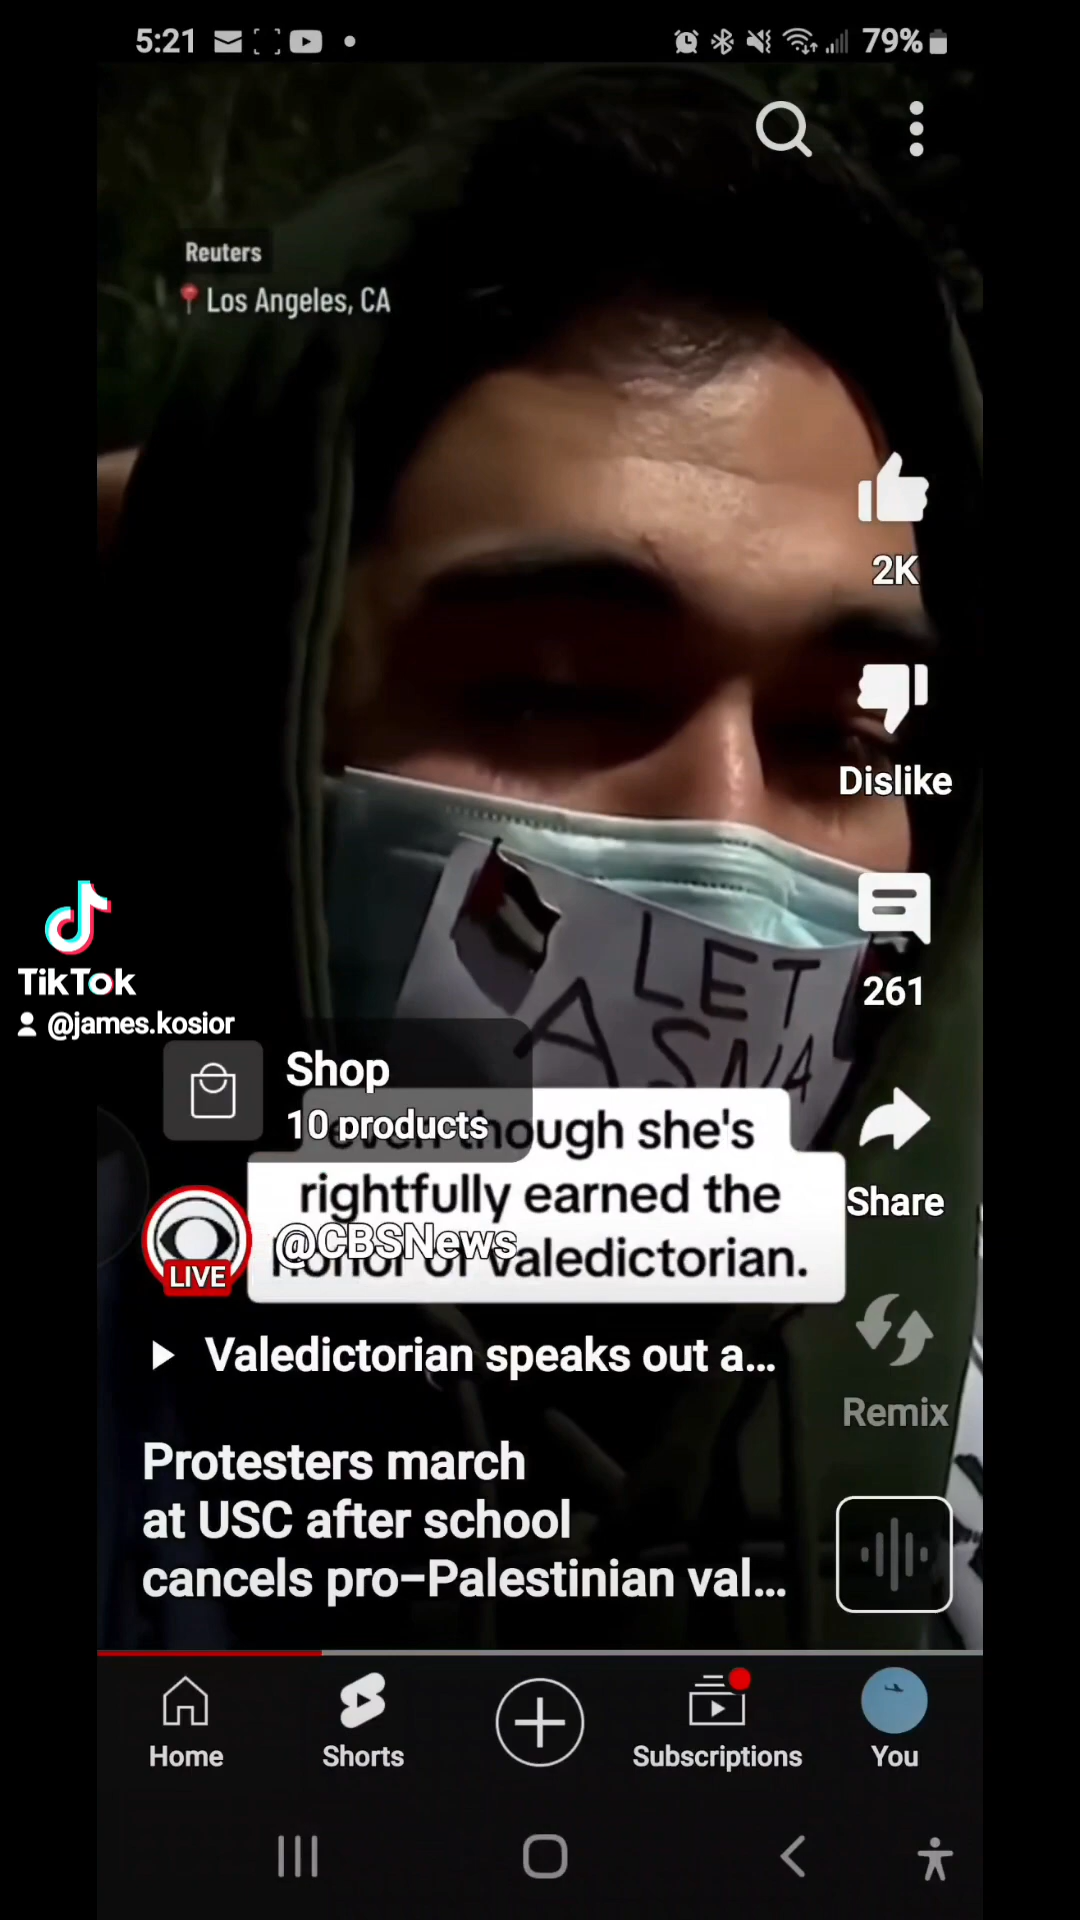 5:21
79%
Reuters
Los Angeles, CA
2K
Dislike
LET
ASNA
261
TikTok
@james.kosior
Shop
10 products
though she's
rightfully earned the
honor of valedictorian.
Share
@CBSNews
LIVE
Valedictorian speaks out a...
Remix
Protesters march
at USC after school
cancels pro-Palestinian val...
Home
Shorts
Subscriptions
You